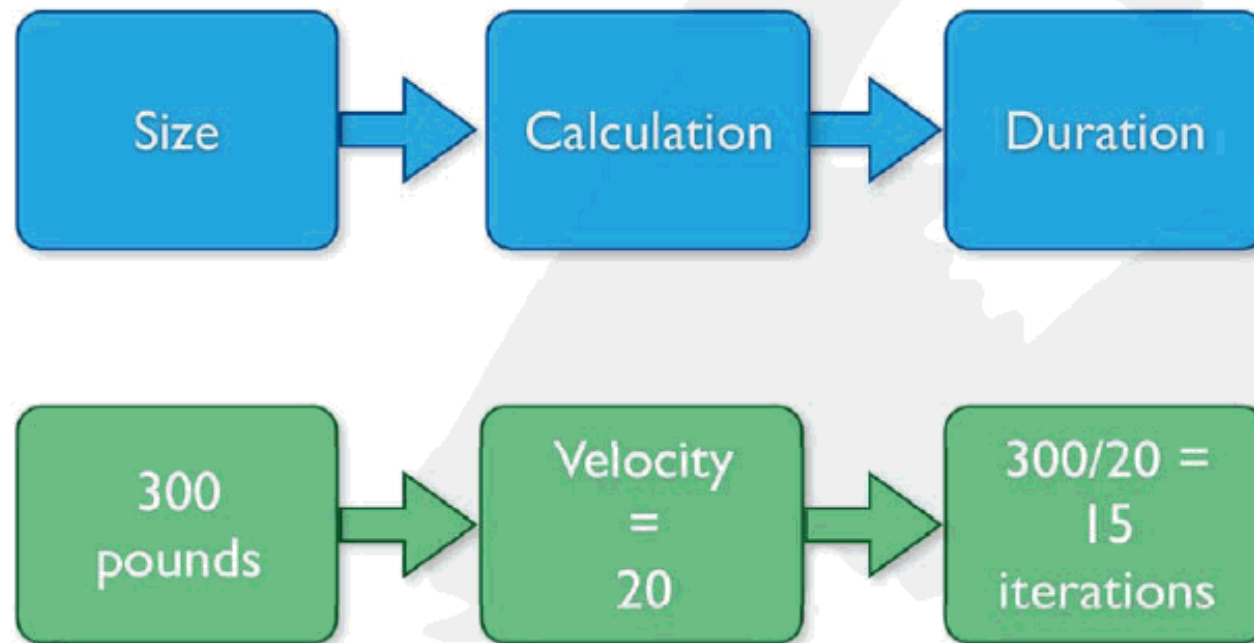 Size
Calculation
Duration
300
pounds
Velocity
=
20
300/20 =
15
iterations